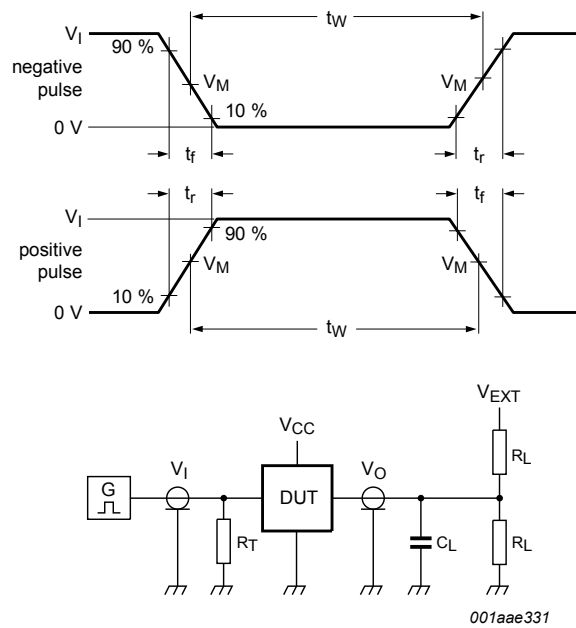 V_I
90 %
negative
pulse
V_M
10 %
0 V
t_W
V_M
t_f
t_r
t_r
t_f
V_I
90 %
positive
pulse
V_M
V_M
10 %
0 V
t_W
V_EXT
V_CC
R_L
V_I
V_O
G
DUT
R_T
C_L
R_L
001aae331